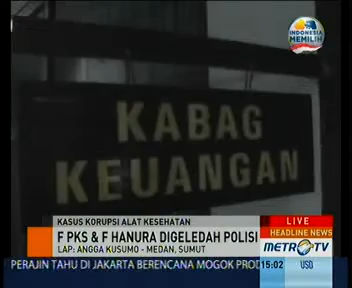 INDONESIA
MEMILIH
KABAG
KEUANGAN
KASUS KORUPSI ALAT KESEHATAN
F PKS & F HANURA DIGELEDAH POLISI
LAP: ANGGA KUSUMO - MEDAN, SUMUT
LIVE
HEADLINE NEWS
METRO TV
PERAJIN TAHU DI JAKARTA BERENCANA MOGOK PROD
15:02
USD